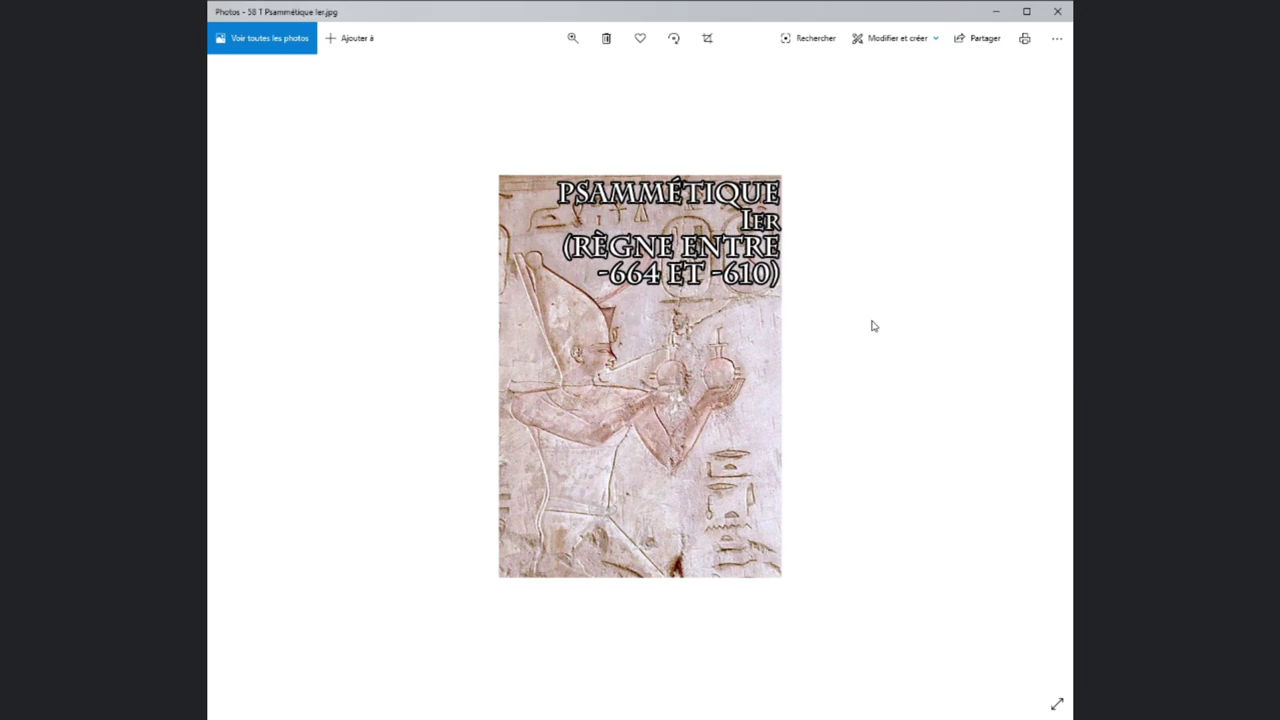 Photos - 58 T Psammétique Ier.jpg
Voir toutes les photos
Ajouter à
Rechercher
Modifier et créer
Partager
PSAMMÉTIQUE
IER
(RÈGNE ENTRE
-664 ET -610)